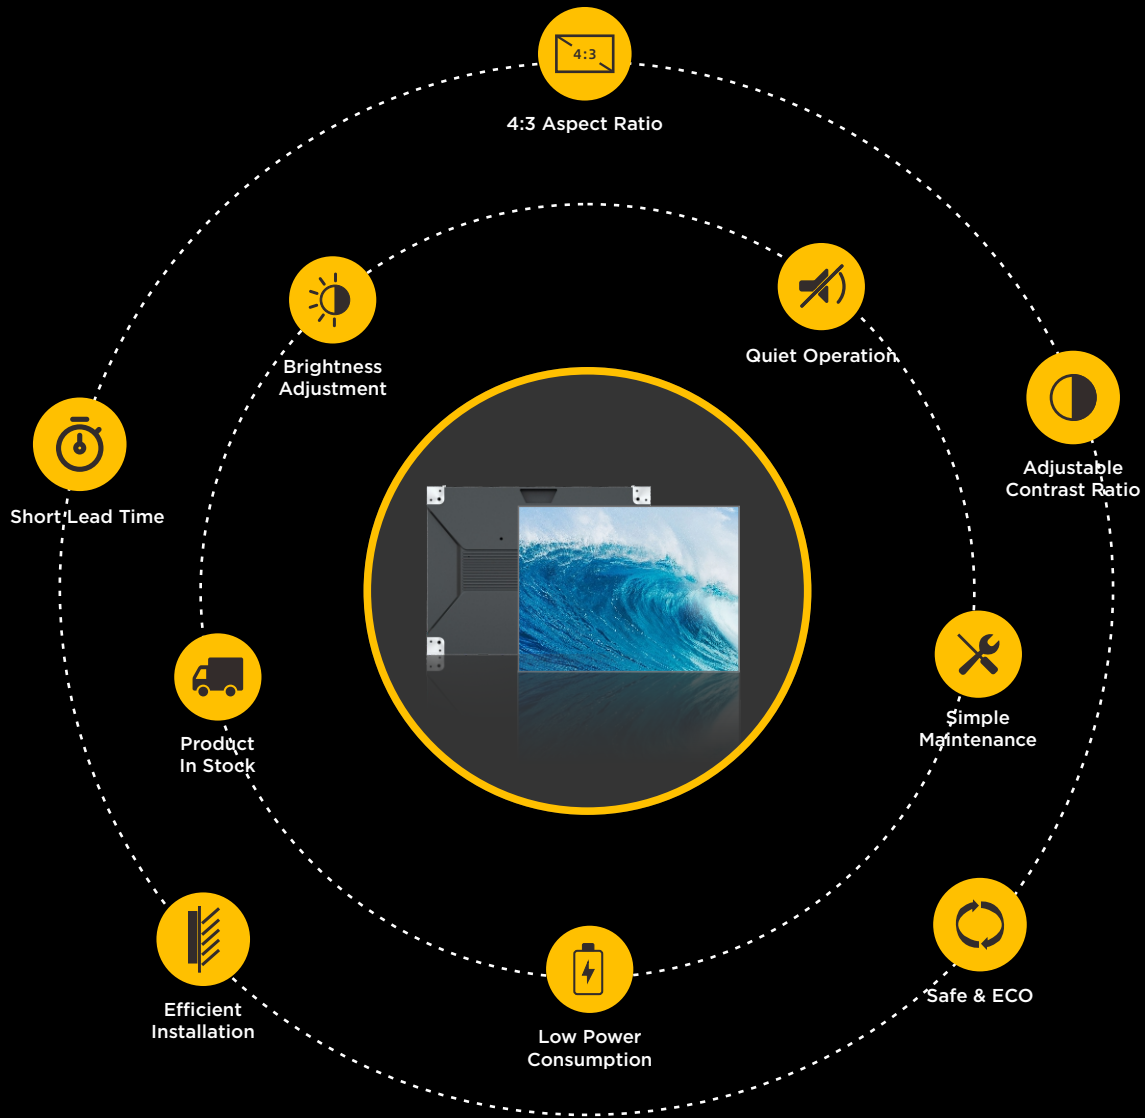 4:3
4:3 Aspect Ratio
Brightness
Adjustment
Quiet Operation
Adjustable
Contrast Ratio
Short Lead Time
Product
In Stock
Simple
Maintenance
Efficient
Installation
Low Power
Consumption
Safe & ECO